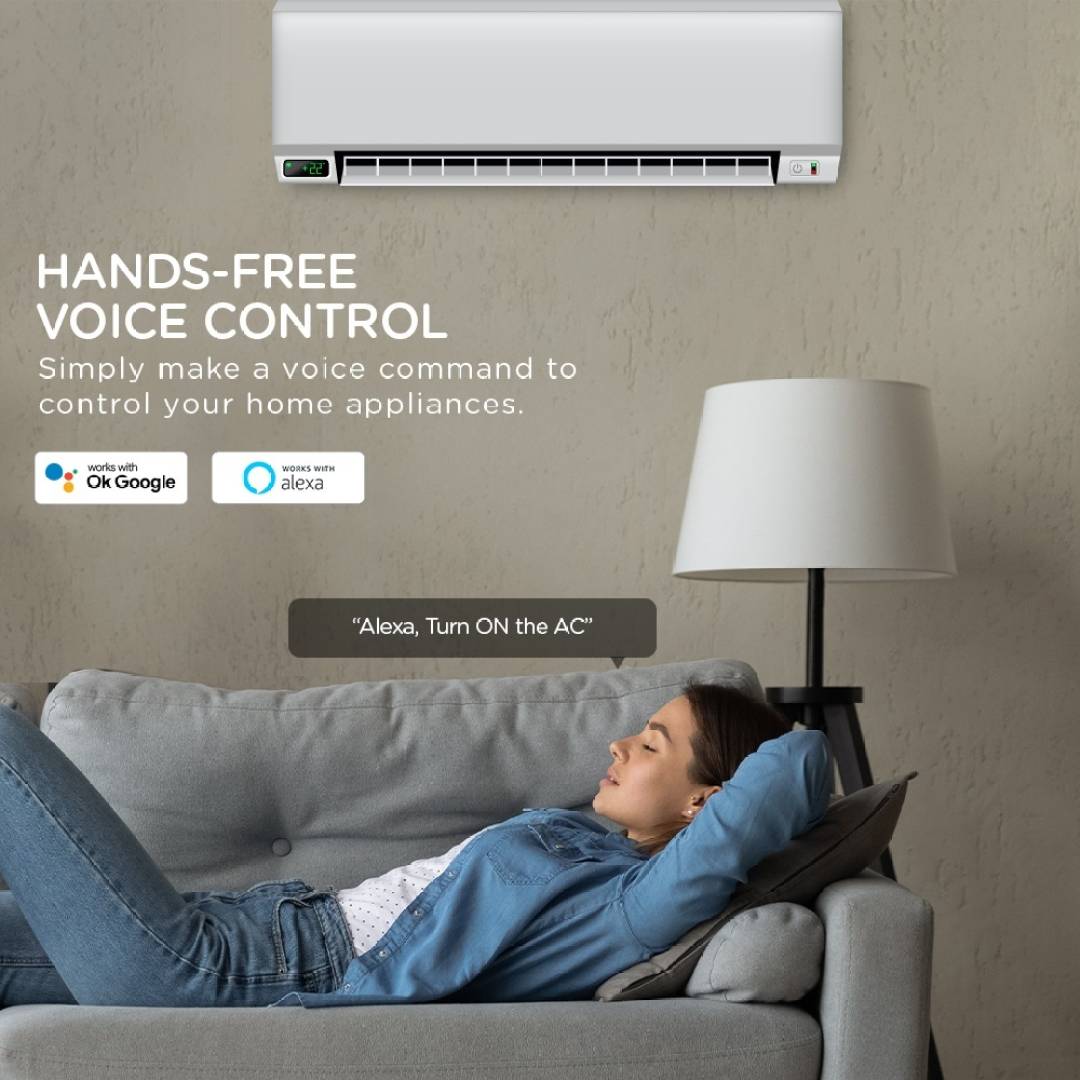 +22°
HANDS-FREE
VOICE CONTROL
Simply make a voice command to
control your home appliances.
works with
Ok Google
WORKS WITH
alexa
“Alexa, Turn ON the AC”